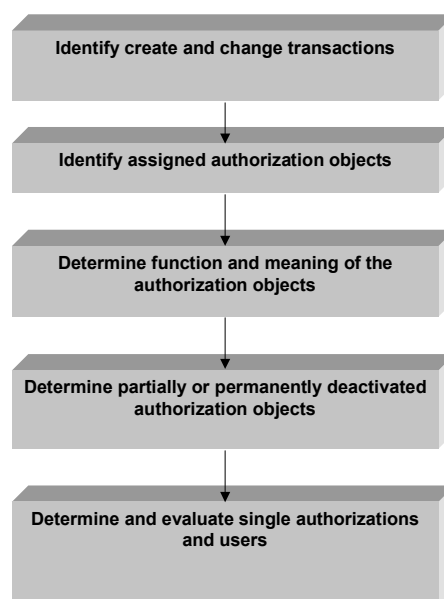 Identify create and change transactions
Identify assigned authorization objects
Determine function and meaning of the
authorization objects
Determine partially or permanently deactivated
authorization objects
Determine and evaluate single authorizations
and users